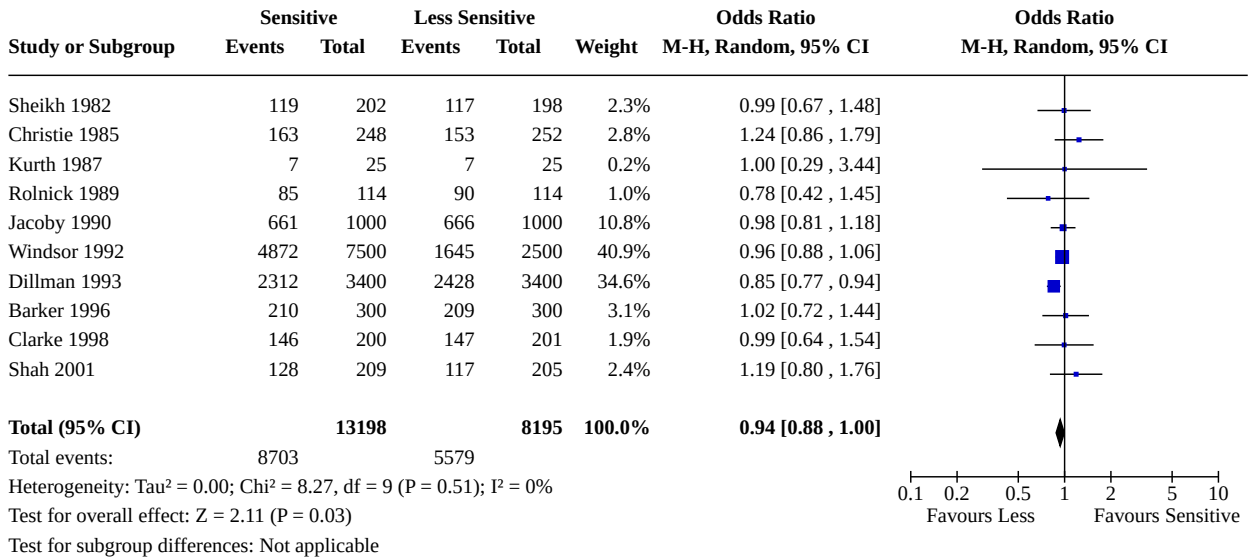 Sensitive Less Sensitive Odds Ratio Odds Ratio
Study or Subgroup Events Total Events Total Weight M-H, Random, 95% CI M-H, Random, 95% CI
Sheikh 1982 119 202 117 198 2.3% 0.99 [0.67 , 1.48]
Christie 1985 163 248 153 252 2.8% 1.24 [0.86 , 1.79]
Kurth 1987 7 25 7 25 0.2% 1.00 [0.29 , 3.44]
Rolnick 1989 85 114 90 114 1.0% 0.78 [0.42 , 1.45]
Jacoby 1990 661 1000 666 1000 10.8% 0.98 [0.81 , 1.18]
Windsor 1992 4872 7500 1645 2500 40.9% 0.96 [0.88 , 1.06]
Dillman 1993 2312 3400 2428 3400 34.6% 0.85 [0.77 , 0.94]
Barker 1996 210 300 209 300 3.1% 1.02 [0.72 , 1.44]
Clarke 1998 146 200 147 201 1.9% 0.99 [0.64 , 1.54]
Shah 2001 128 209 117 205 2.4% 1.19 [0.80 , 1.76]
Total (95% CI) 13198 8195 100.0% 0.94 [0.88 , 1.00]
Total events: 8703 5579
Heterogeneity: Tau² = 0.00; Chi² = 8.27, df = 9 (P = 0.51); I² = 0%
0.1 0.2 0.5 1 2 5 10
Test for overall effect: Z = 2.11 (P = 0.03) Favours Less Favours Sensitive
Test for subgroup differences: Not applicable